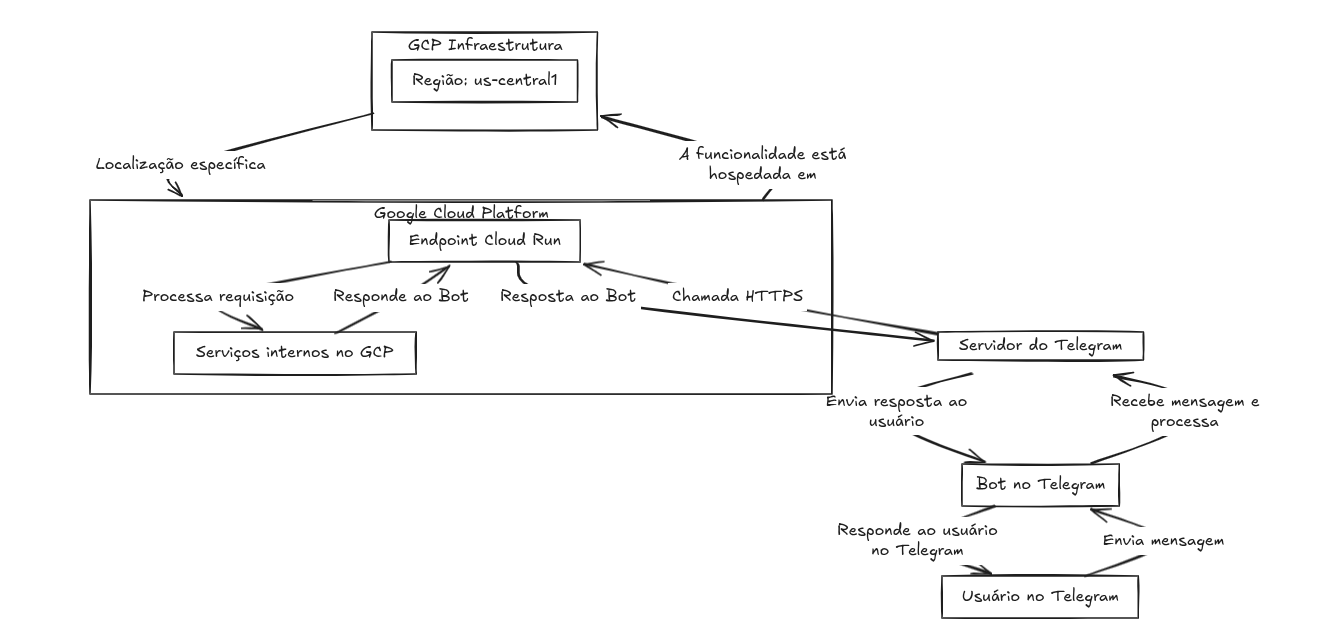 GCP Infraestrutura
Região: us-central1
Localização específica
A funcionalidade está
hospedada em
Google Cloud Platform
Endpoint Cloud Run
Processa requisição
Responde ao Bot
Resposta ao Bot
Chamada HTTPS
Serviços internos no GCP
Servidor do Telegram
Envia resposta ao
usuário
Recebe mensagem e
processa
Bot no Telegram
Responde ao usuário
no Telegram
Envia mensagem
Usuário no Telegram